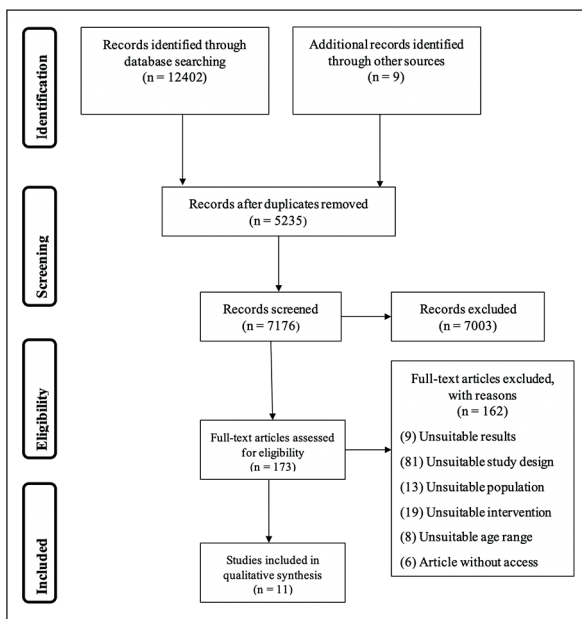 Identification
Records identified through
database searching
(n = 12402)
Additional records identified
through other sources
(n = 9)
Screening
Records after duplicates removed
(n = 5235)
Records screened
(n = 7176)
Records excluded
(n = 7003)
Eligibility
Full-text articles assessed
for eligibility
(n = 173)
Full-text articles excluded,
with reasons
(n = 162)
(9) Unsuitable results
(81) Unsuitable study design
(13) Unsuitable population
(19) Unsuitable intervention
(8) Unsuitable age range
(6) Article without access
Included
Studies included in
qualitative synthesis
(n = 11)